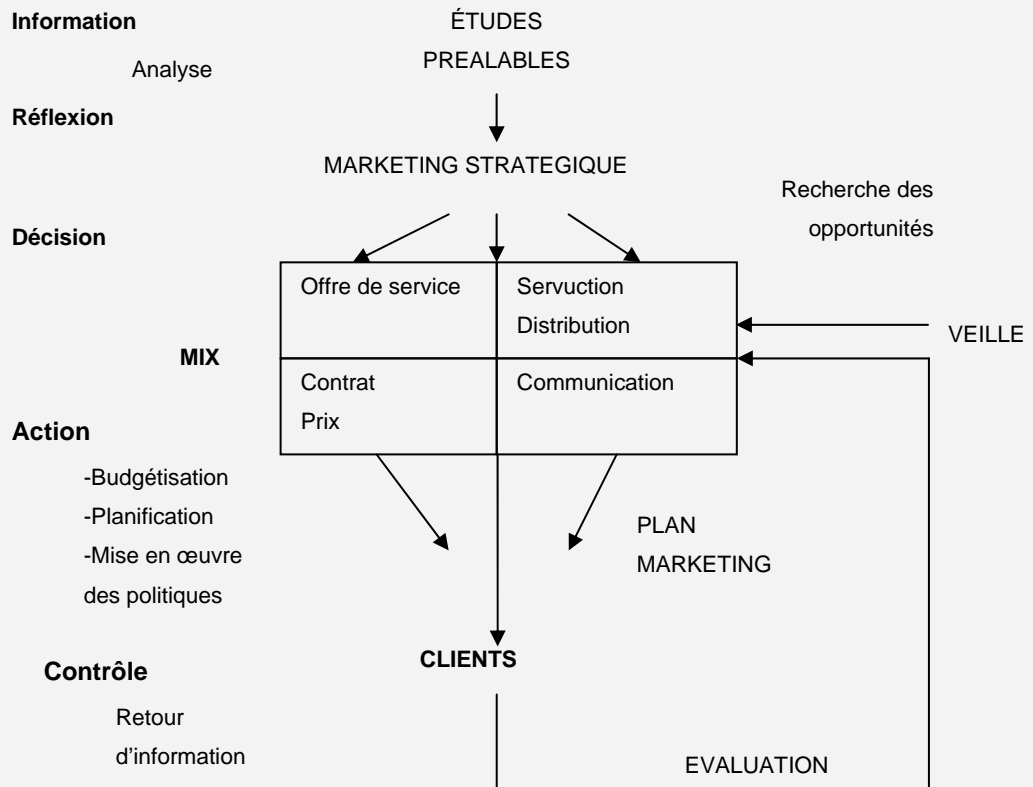 Information
ÉTUDES
PREALABLES
Analyse
Réflexion
MARKETING STRATEGIQUE
Recherche des
opportunités
Décision
Offre de service
Servuction
Distribution
VEILLE
MIX
Contrat
Prix
Communication
Action
-Budgétisation
-Planification
-Mise en œuvre
des politiques
PLAN
MARKETING
CLIENTS
Contrôle
Retour
d’information
EVALUATION